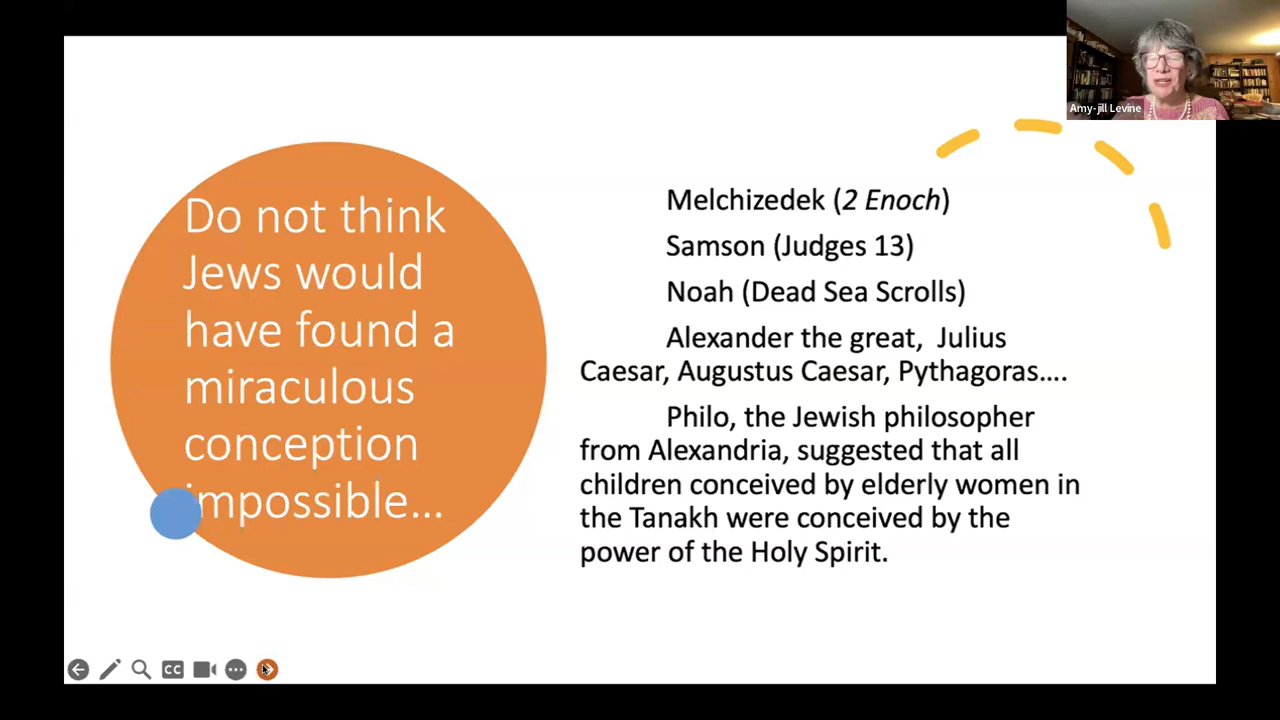 Amy-jill Levine
Do not think
Jews would
have found a
miraculous
conception
impossible...
Melchizedek (2 Enoch)
Samson (Judges 13)
Noah (Dead Sea Scrolls)
Alexander the great, Julius
Caesar, Augustus Caesar, Pythagoras....
Philo, the Jewish philosopher
from Alexandria, suggested that all
children conceived by elderly women in
the Tanakh were conceived by the
power of the Holy Spirit.
CC